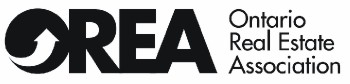 OREA
Ontario
Real Estate
Association